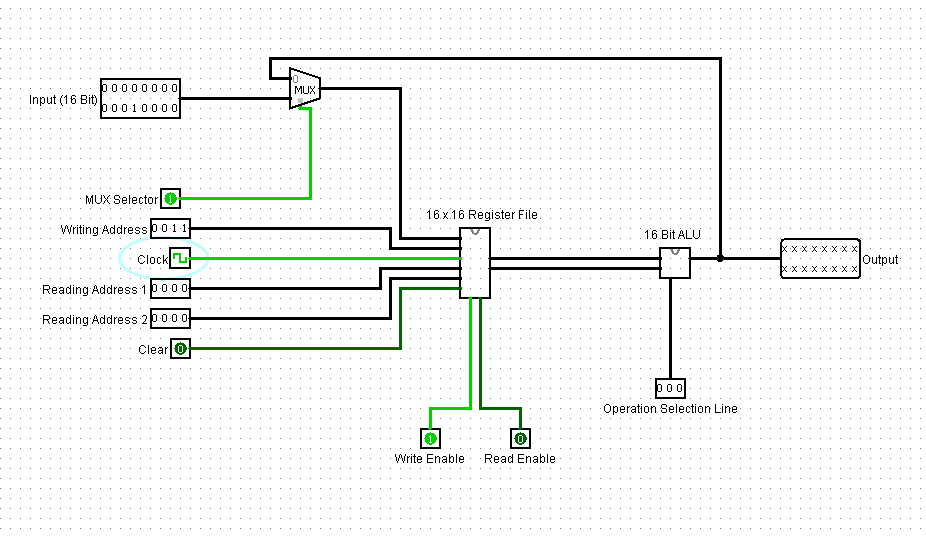 0 0 0 0 0 0 0 0
Input (16 Bit)
0 0 0 1 0 0 0 0
0
MUX
MUX Selector 1
16 x 16 Register File
Writing Address 0 0 1 1
16 Bit ALU
Clock
x x x x x x x x
Output
x x x x x x x x
Reading Address 1 0 0 0 0
Reading Address 2 0 0 0 0
Clear 0
0 0 0
Operation Selection Line
1
0
Write Enable
Read Enable